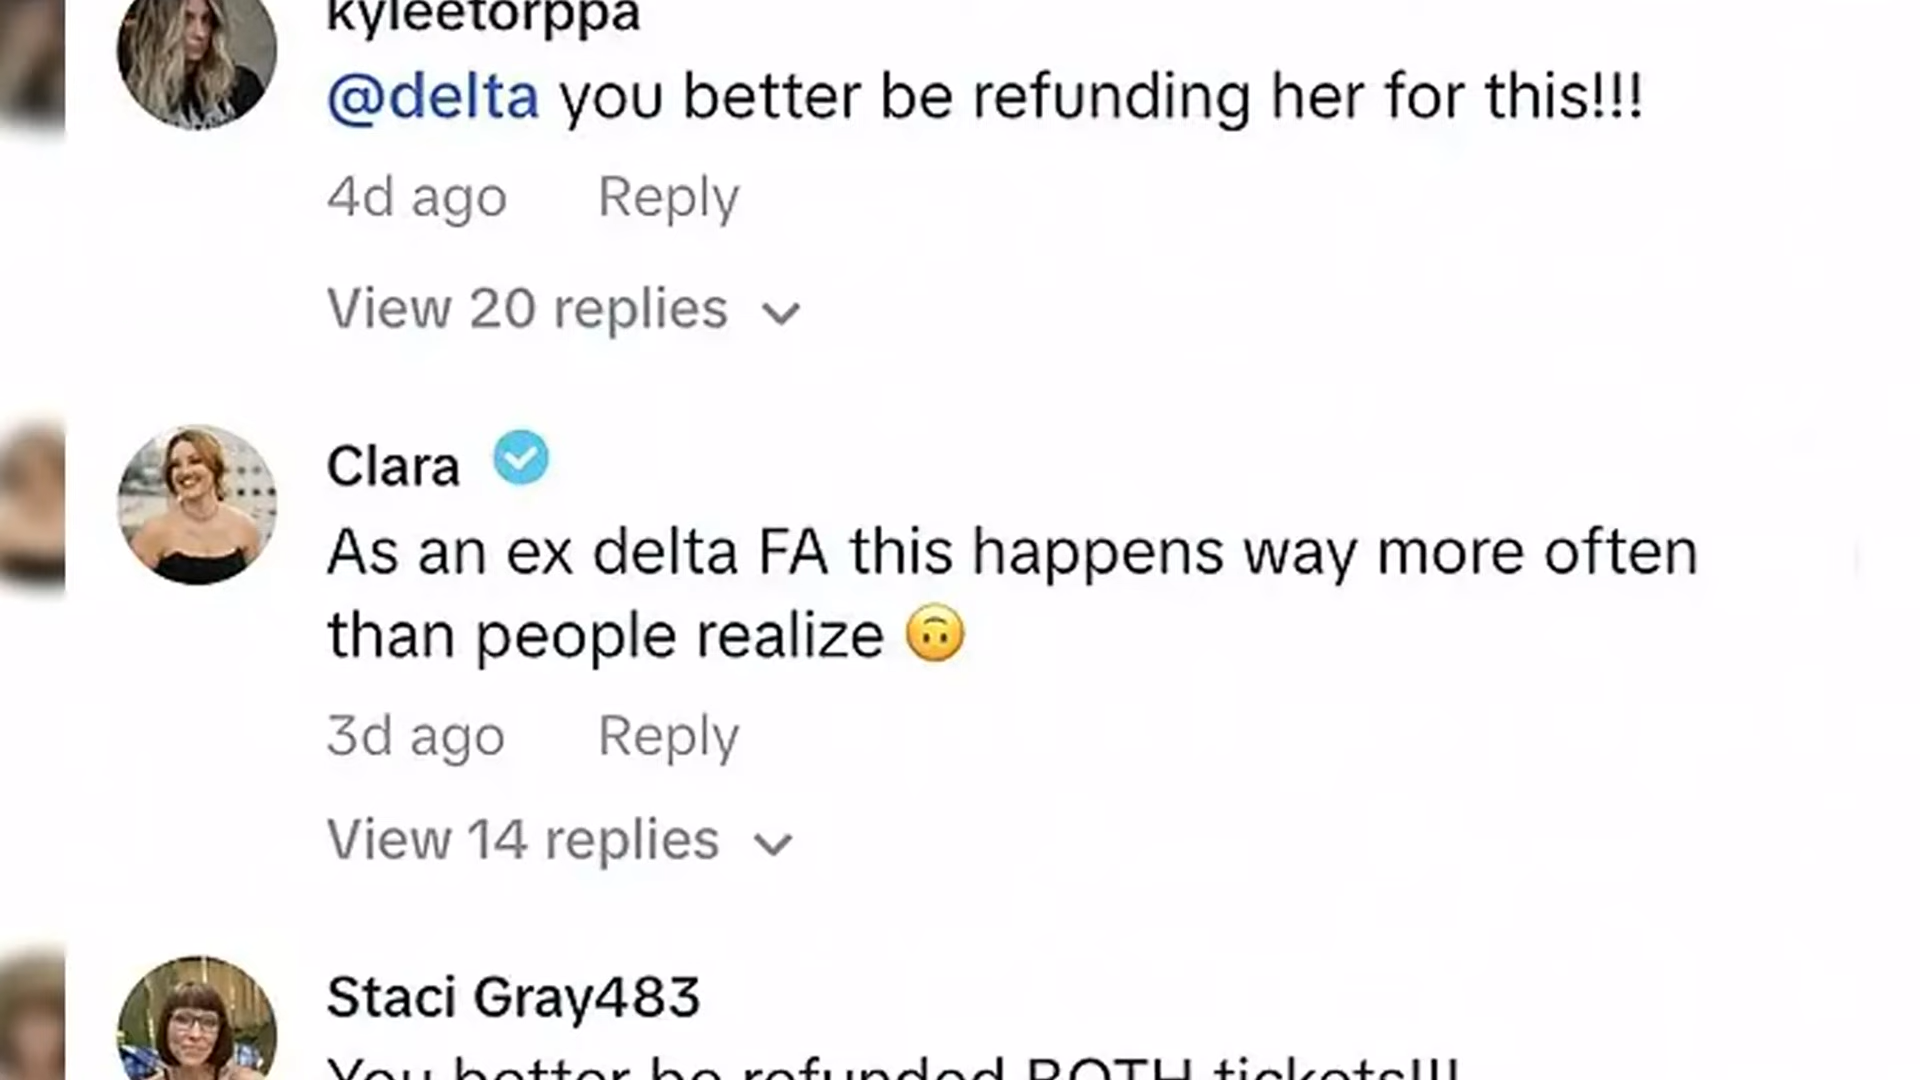 kyleetorppa
@delta you better be refunding her for this!!!
4d ago Reply
View 20 replies
Clara
As an ex delta FA this happens way more often
than people realize 🙃
3d ago Reply
View 14 replies
Staci Gray483
You better be refunded BOTH tickets!!!